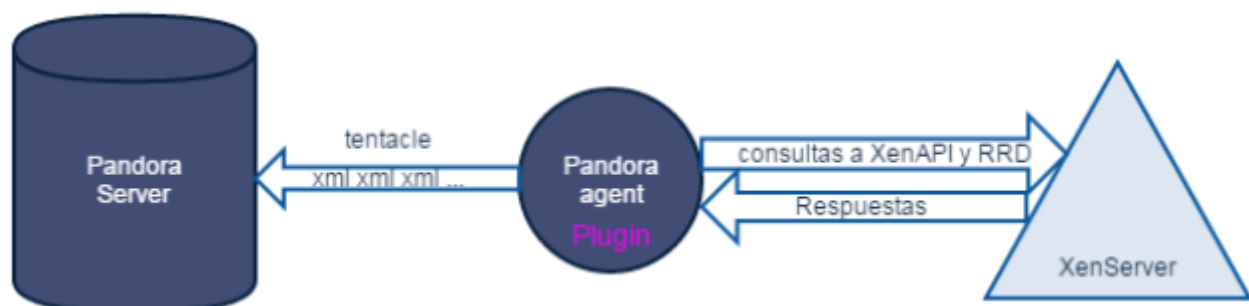 Pandora
Server
tentacle
xml xml xml ...
Pandora
agent
Plugin
consultas a XenAPI y RRD
Respuestas
XenServer